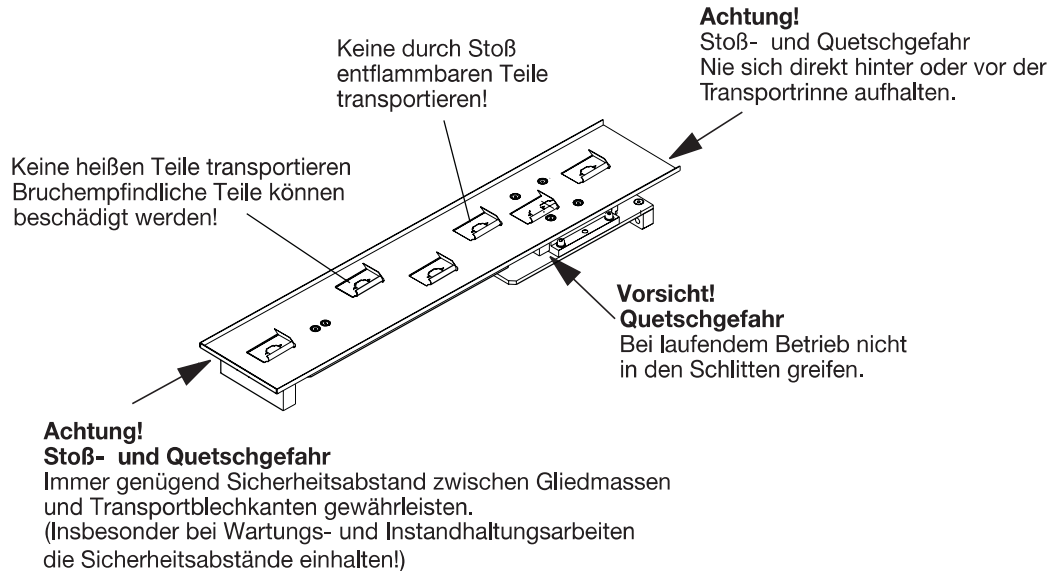 Achtung!
Stoß- und Quetschgefahr
Nie sich direkt hinter oder vor der
Transportrinne aufhalten.
Keine durch Stoß
entflammbaren Teile
transportieren!
Keine heißen Teile transportieren
Bruchempfindliche Teile können
beschädigt werden!
Vorsicht!
Quetschgefahr
Bei laufendem Betrieb nicht
in den Schlitten greifen.
Achtung!
Stoß- und Quetschgefahr
Immer genügend Sicherheitsabstand zwischen Gliedmassen
und Transportblechkanten gewährleisten.
(Insbesonder bei Wartungs- und Instandhaltungsarbeiten
die Sicherheitsabstände einhalten!)